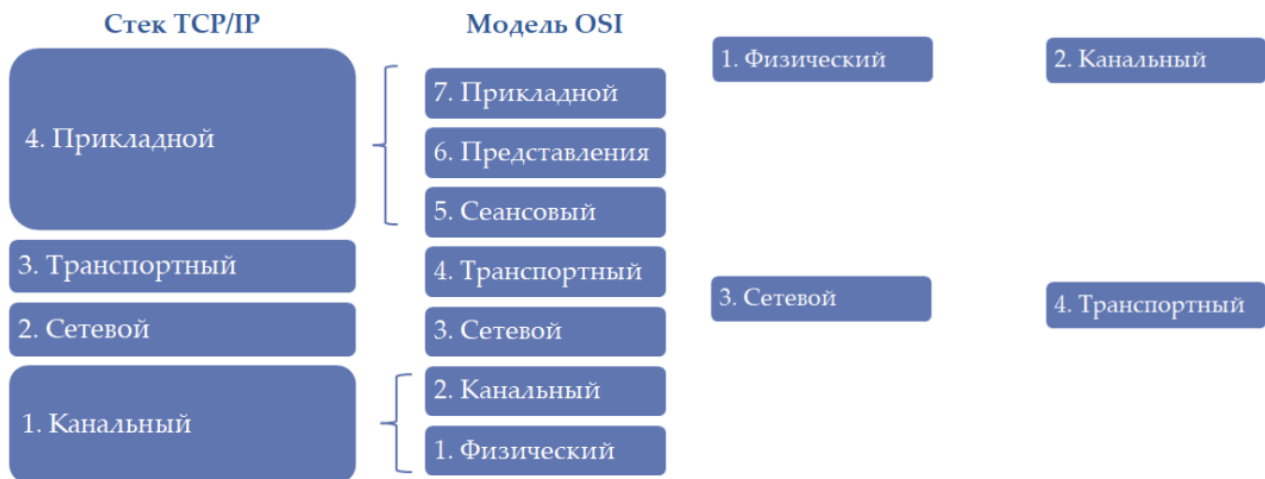 Стек TCP/IP
4. Прикладной
3. Транспортный
2. Сетевой
1. Канальный
Модель OSI
7. Прикладной
6. Представления
5. Сеансовый
4. Транспортный
3. Сетевой
2. Канальный
1. Физический
1. Физический
2. Канальный
3. Сетевой
4. Транспортный